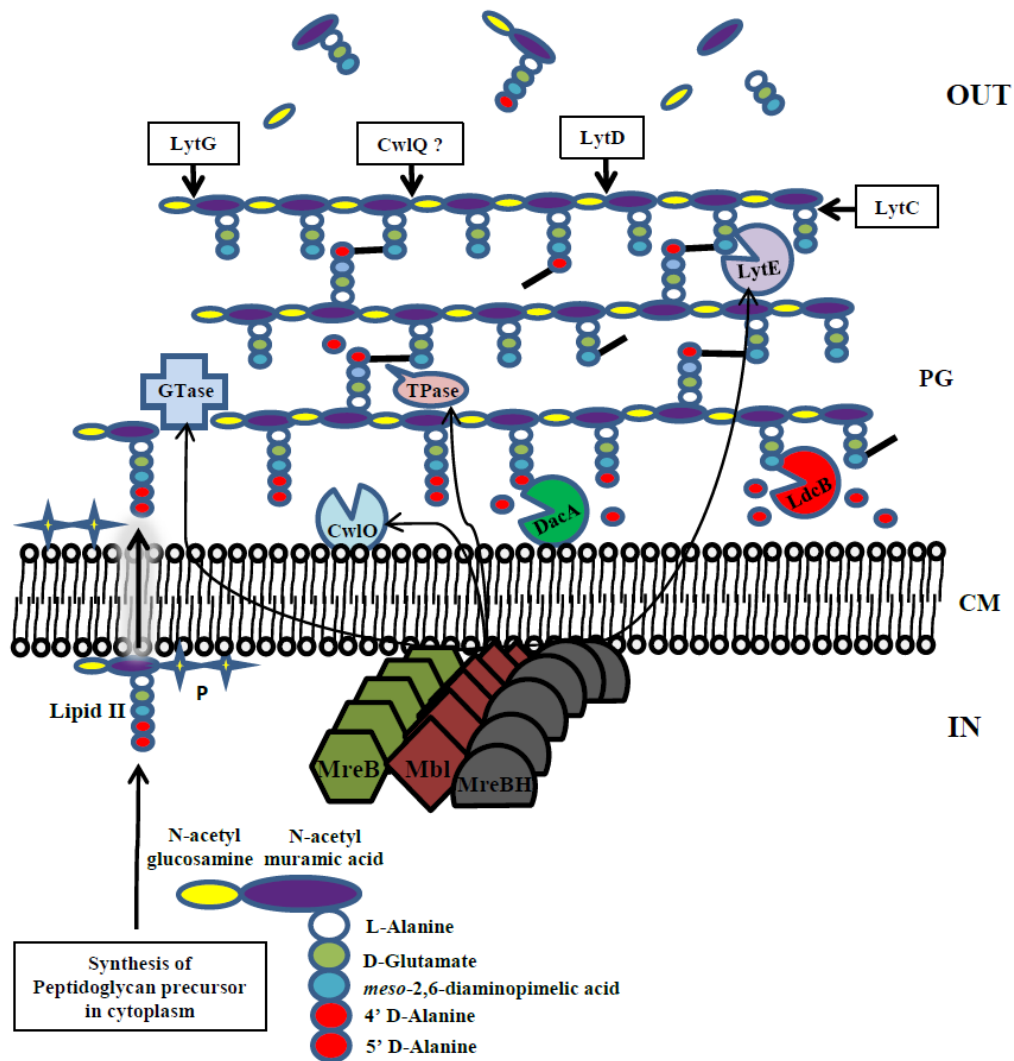 OUT
LytG
CwlQ ?
LytD
LytC
LytE
PG
GTase
TPase
LdcB
DacA
CwlO
CM
P
Lipid II
IN
MreB
Mbl
MreBH
N-acetyl
glucosamine
N-acetyl
muramic acid
L-Alanine
D-Glutamate
meso-2,6-diaminopimelic acid
4’ D-Alanine
5’ D-Alanine
Synthesis of
Peptidoglycan precursor
in cytoplasm